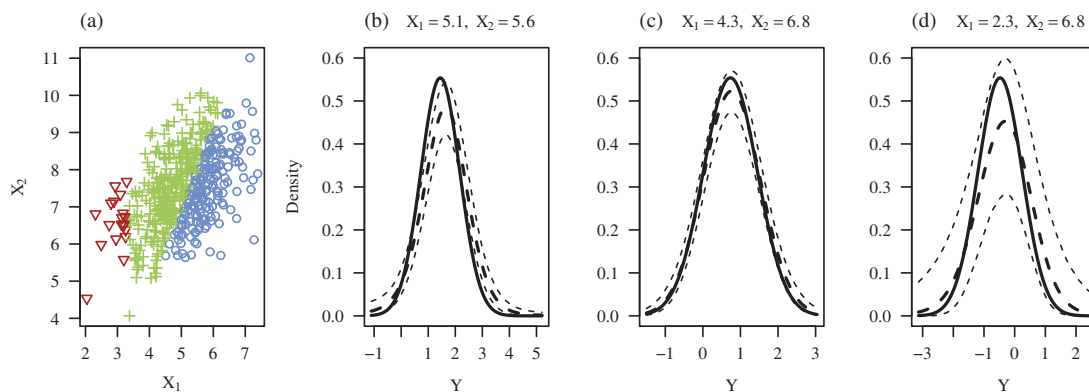 (a)
X₂
11
10
9
8
7
6
5
4
2 3 4 5 6 7
X₁
(b) X₁ = 5.1, X₂ = 5.6
0.6
0.5
0.4
0.3
0.2
0.1
0.0
−1 1 2 3 4 5
Y
(c) X₁ = 4.3, X₂ = 6.8
Density
0.6
0.5
0.4
0.3
0.2
0.1
0.0
0 1 2 3
Y
(d) X₁ = 2.3, X₂ = 6.8
0.6
0.5
0.4
0.3
0.2
0.1
0.0
−3 −1 0 1 2
Y